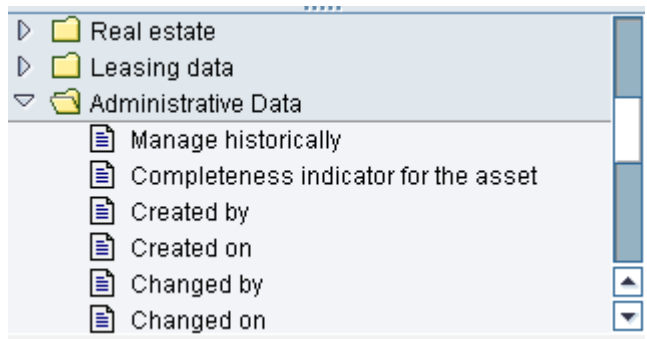 Real estate
Leasing data
Administrative Data
Manage historically
Completeness indicator for the asset
Created by
Created on
Changed by
Changed on